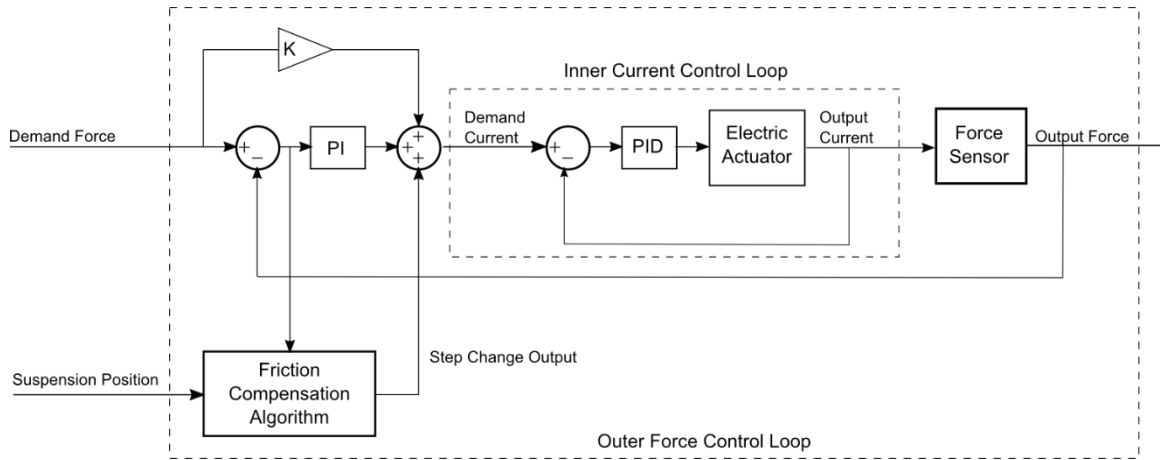 K
Inner Current Control Loop
Demand Force
+
−
PI
+
+
+
Demand
Current
+
−
PID
Electric
Actuator
Output
Current
Force
Sensor
Output Force
Suspension Position
Friction
Compensation
Algorithm
Step Change Output
Outer Force Control Loop